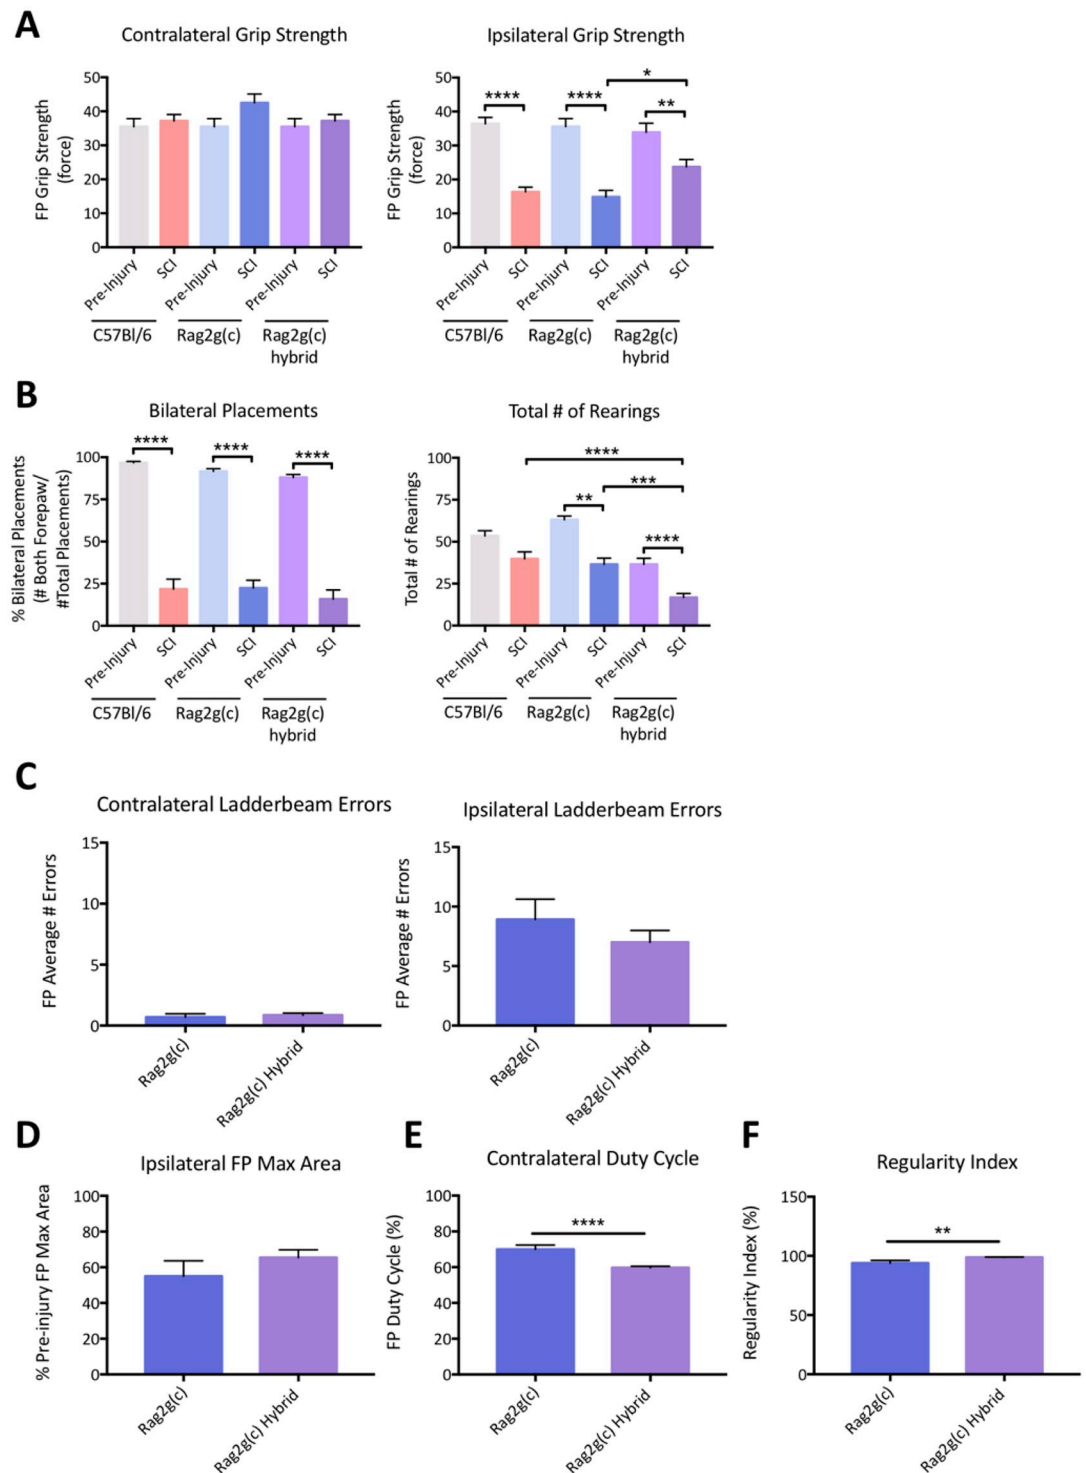 A
Contralateral Grip Strength
FP Grip Strength
(force)
50
40
30
20
10
0
Pre-Injury
SCI
Pre-Injury
SCI
Pre-Injury
SCI
C57Bl/6
Rag2g(c)
Rag2g(c)
hybrid
Ipsilateral Grip Strength
FP Grip Strength
(force)
50
40
30
20
10
0
****
****
*
**
Pre-Injury
SCI
Pre-Injury
SCI
Pre-Injury
SCI
C57Bl/6
Rag2g(c)
Rag2g(c)
hybrid
B
Bilateral Placements
% Bilateral Placements
(# Both Forepaw/
#Total Placements)
100
75
50
25
0
****
****
****
Pre-Injury
SCI
Pre-Injury
SCI
Pre-Injury
SCI
C57Bl/6
Rag2g(c)
Rag2g(c)
hybrid
Total # of Rearings
Total # of Rearings
100
75
50
25
0
****
***
**
****
Pre-Injury
SCI
Pre-Injury
SCI
Pre-Injury
SCI
C57Bl/6
Rag2g(c)
Rag2g(c)
hybrid
C
Contralateral Ladderbeam Errors
FP Average # Errors
15
10
5
0
Rag2g(c)
Rag2g(c) Hybrid
Ipsilateral Ladderbeam Errors
FP Average # Errors
15
10
5
0
Rag2g(c)
Rag2g(c) Hybrid
D
Ipsilateral FP Max Area
% Pre-injury FP Max Area
100
80
60
40
20
0
Rag2g(c)
Rag2g(c) Hybrid
E
Contralateral Duty Cycle
FP Duty Cycle (%)
100
80
60
40
20
0
****
Rag2g(c)
Rag2g(c) Hybrid
F
Regularity Index
Regularity Index (%)
150
100
50
0
**
Rag2g(c)
Rag2g(c) Hybrid